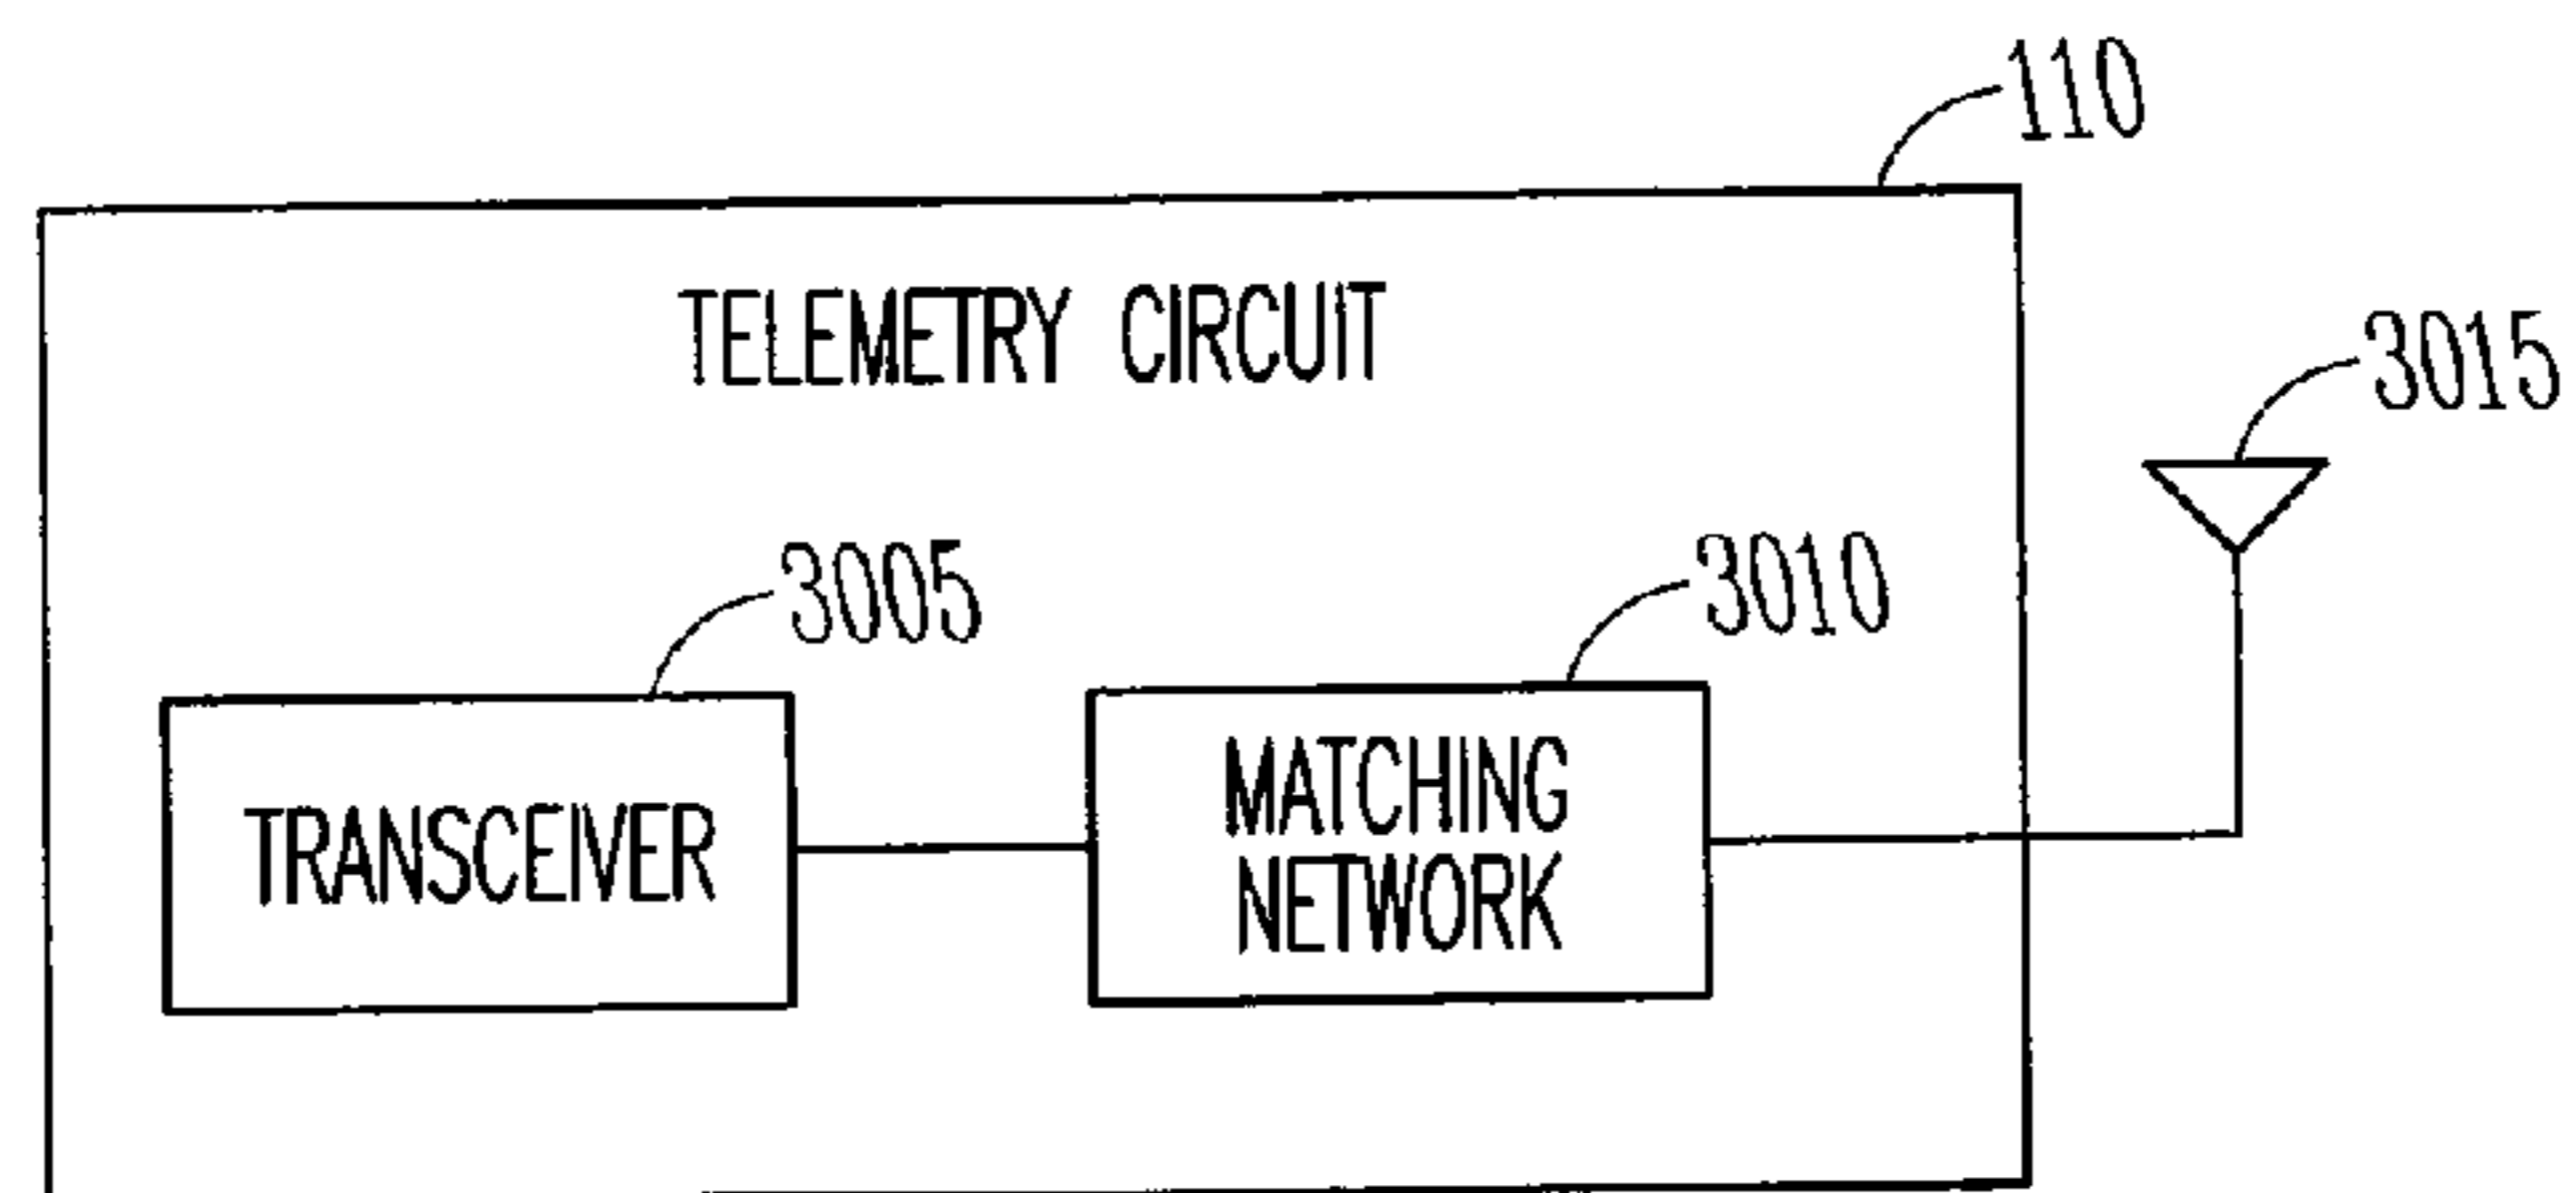 110
TELEMETRY CIRCUIT
3015
3005
3010
TRANSCEIVER
MATCHING
NETWORK